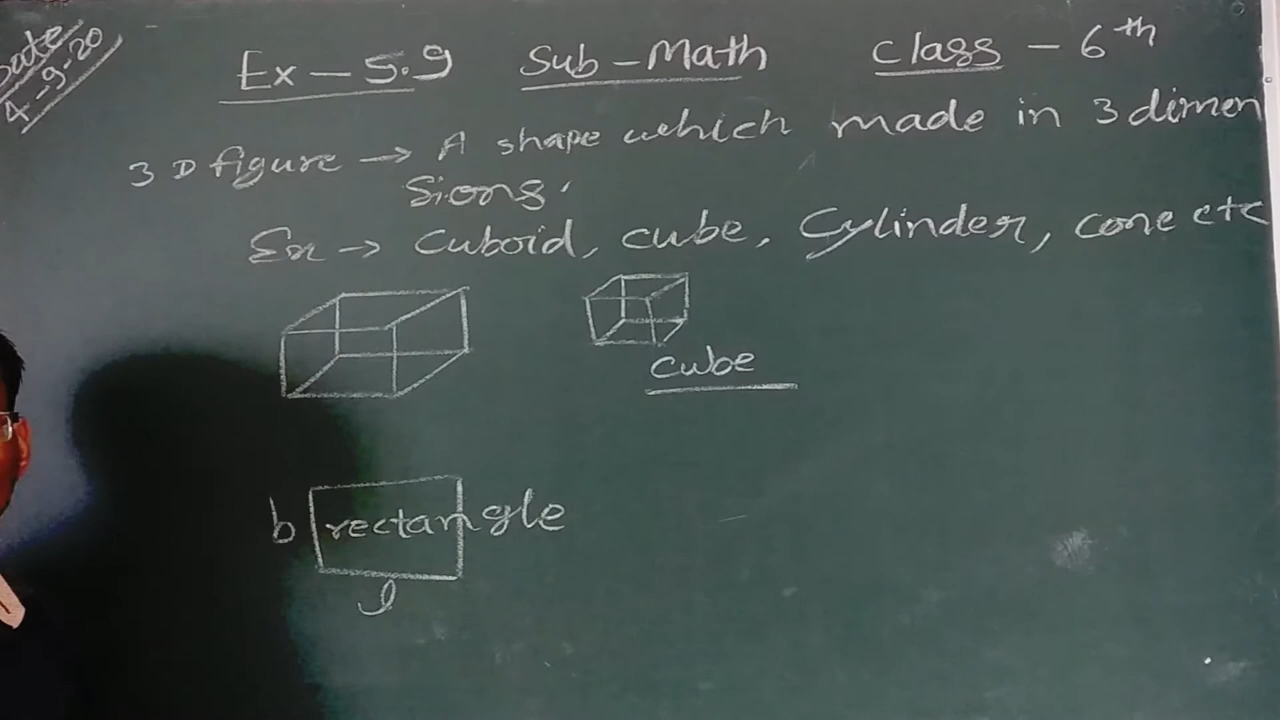 Date
4-9-20
Ex - 5.9 Sub - Math Class - 6th
3 D figure → A shape which made in 3 dimen
sions.
Ex → Cuboid, cube, Cylinder, cone etc
cube
b rectangle
l